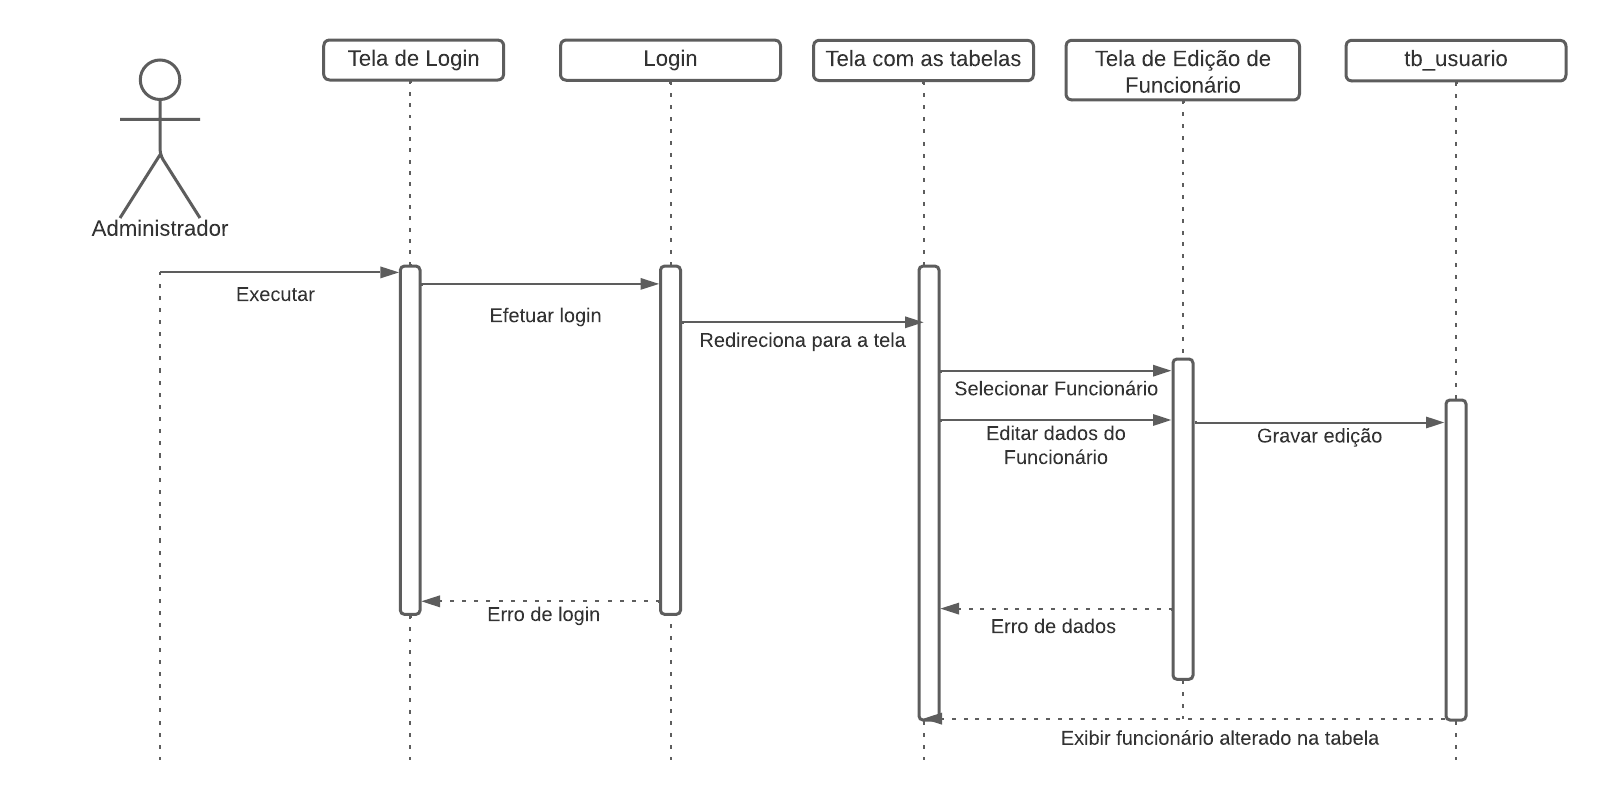 Tela de Login
Login
Tela com as tabelas
Tela de Edição de
Funcionário
tb_usuario
Administrador
Executar
Efetuar login
Redireciona para a tela
Selecionar Funcionário
Editar dados do
Funcionário
Gravar edição
Erro de login
Erro de dados
Exibir funcionário alterado na tabela